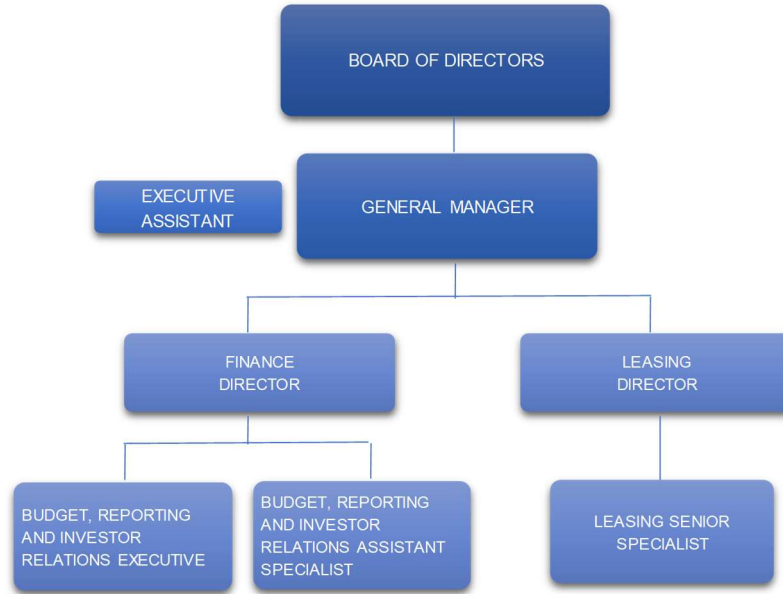 BOARD OF DIRECTORS
EXECUTIVE
ASSISTANT
GENERAL MANAGER
FINANCE
DIRECTOR
LEASING
DIRECTOR
BUDGET, REPORTING
AND INVESTOR
RELATIONS EXECUTIVE
BUDGET, REPORTING
AND INVESTOR
RELATIONS ASSISTANT
SPECIALIST
LEASING SENIOR
SPECIALIST